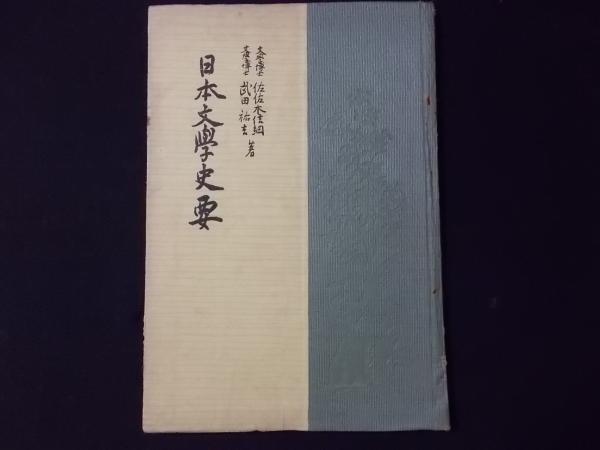 文學博士 佐佐木信綱
文學博士 武田祐吉 著
日本文學史要